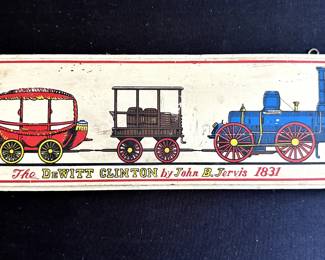 The DEWITT CLINTON by John B. Jervis 1831